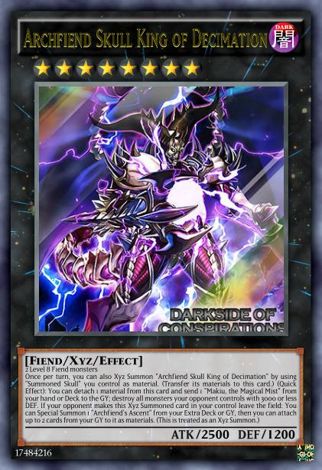 Archfiend Skull King of Decimation
DARK
闇
DARKSIDE OF
CONSPIRATIONS
[Fiend/Xyz/Effect]
2 Level 8 Fiend monsters
Once per turn, you can also Xyz Summon "Archfiend Skull King of Decimation" by using
"Summoned Skull" you control as material. (Transfer its materials to this card.) (Quick
Effect): You can detach 1 material from this card and send 1 "Makiu, the Magical Mist" from
your hand or Deck to the GY; destroy all monsters your opponent controls with 3000 or less
DEF. If your opponent makes this Xyz Summoned card in your control leave the field: You
can Special Summon 1 "Archfiend's Ascent" from your Extra Deck or GY, then you can attach
up to 2 cards from your GY to it as materials. (This is treated as an Xyz Summon).
ATK/2500 DEF/2000
17484216